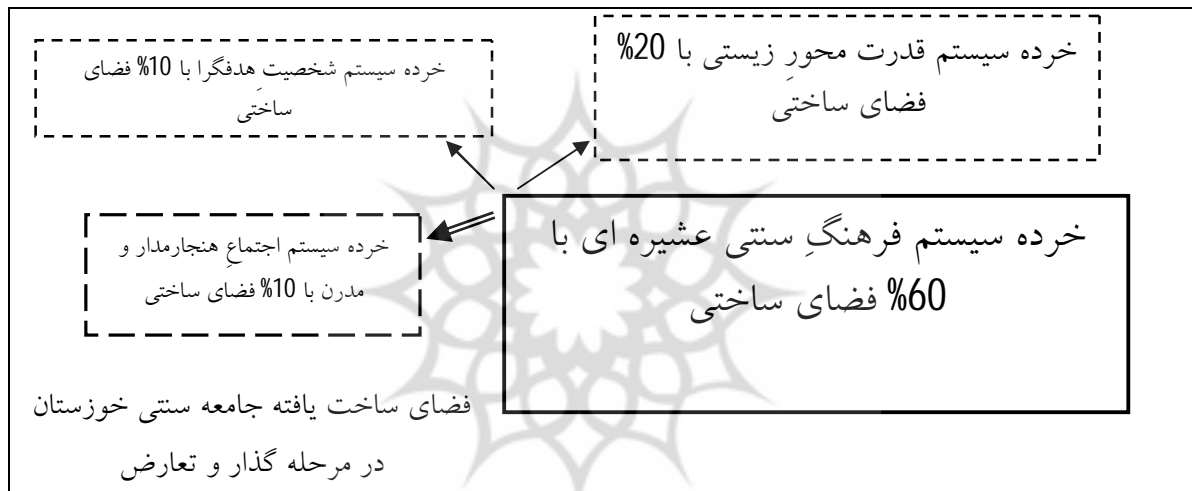 خرده سیستم قدرت محورِ زیستی با 20%
فضای ساختی
خرده سیستم شخصیتِ هدفگرا با 10% فضای
ساختی
خرده سیستم فرهنگِ سنتی عشیره ای با
60% فضای ساختی
خرده سیستم اجتماعِ هنجارمدار و
مدرن با 10% فضای ساختی
فضای ساخت یافته جامعه سنتی خوزستان
در مرحله گذار و تعارض